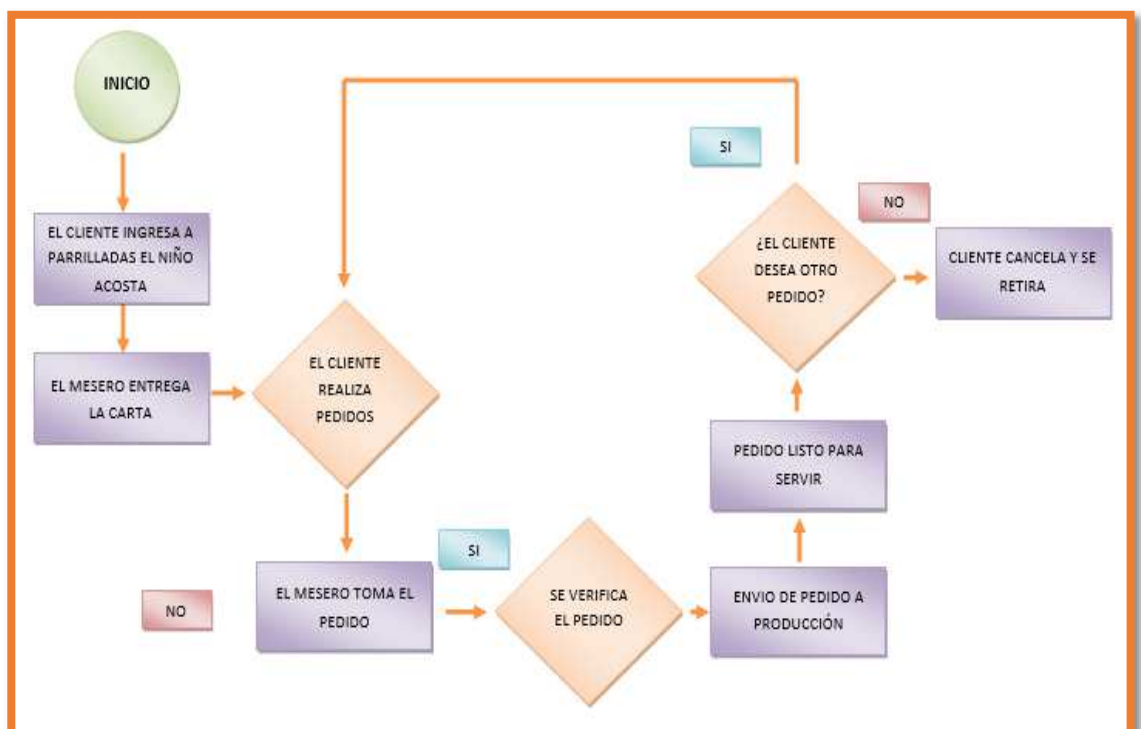 INICIO
EL CLIENTE INGRESA A
PARRILLADAS EL NIÑO
ACOSTA
EL MESERO ENTREGA
LA CARTA
EL CLIENTE
REALIZA
PEDIDOS
NO
EL MESERO TOMA EL
PEDIDO
SI
SE VERIFICA
EL PEDIDO
ENVIO DE PEDIDO A
PRODUCCIÓN
PEDIDO LISTO PARA
SERVIR
¿EL CLIENTE
DESEA OTRO
PEDIDO?
SI
NO
CLIENTE CANCELA Y SE
RETIRA